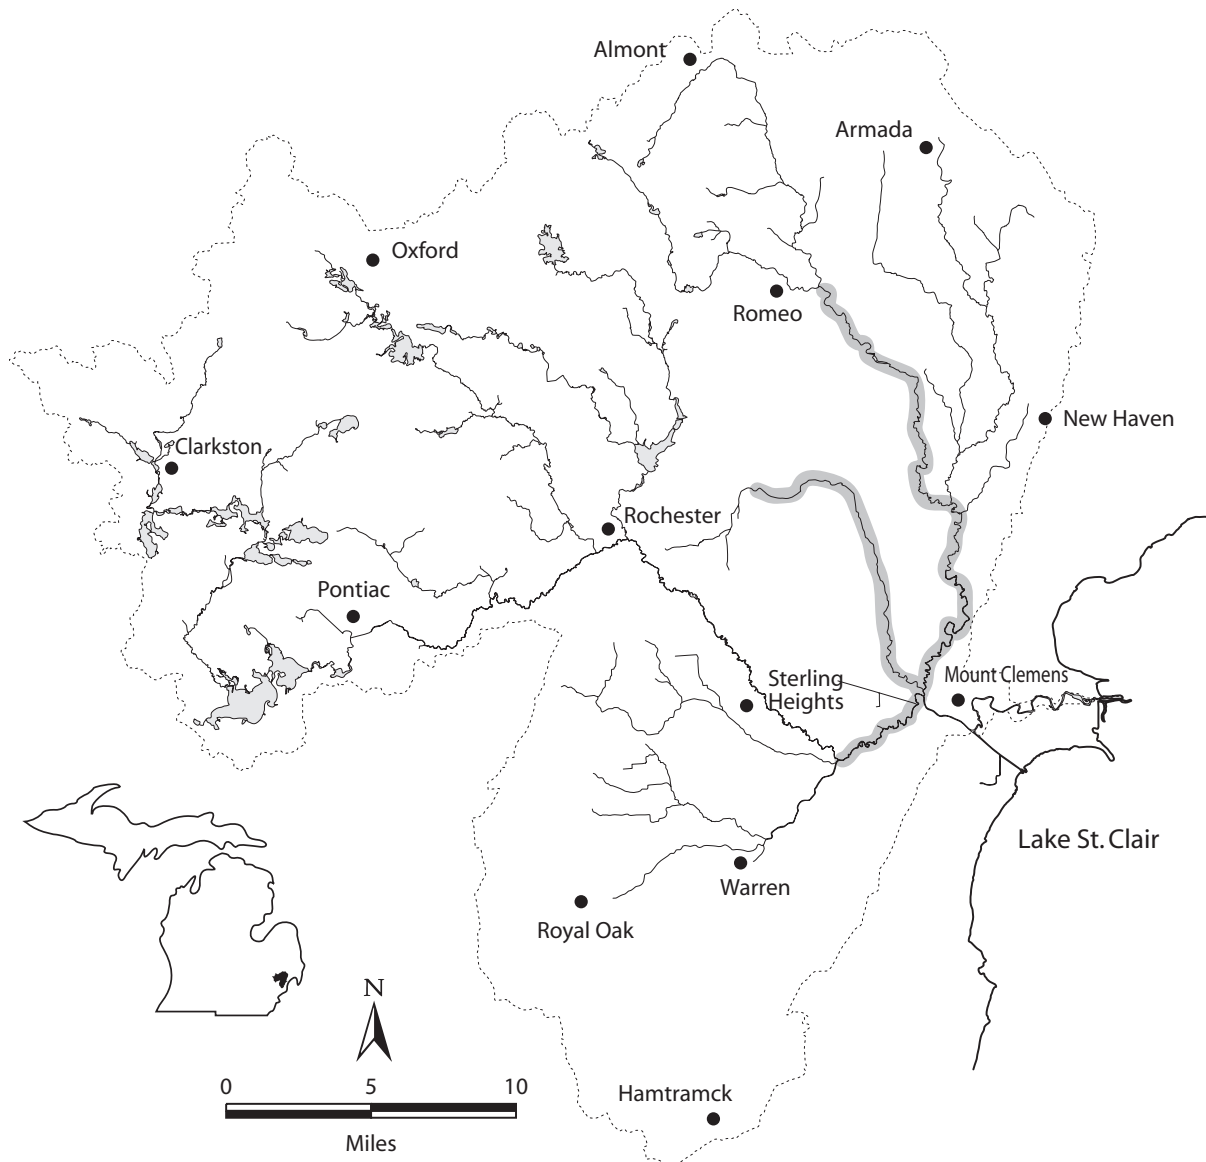 Almont
Armada
Oxford
Romeo
New Haven
Clarkston
Rochester
Pontiac
Sterling
Heights
Mount Clemens
Lake St. Clair
Warren
Royal Oak
N
0 5 10
Miles
Hamtramck